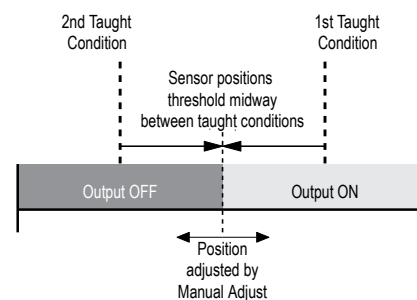 2nd Taught
Condition
1st Taught
Condition
Sensor positions
threshold midway
between taught conditions
Output OFF
Output ON
Position
adjusted by
Manual Adjust